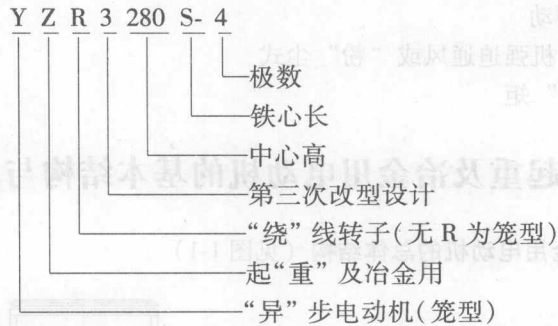 Y Z R 3 280 S- 4
极数
铁心长
中心高
第三次改型设计
“绕”线转子(无 R 为笼型)
起“重”及冶金用
“异”步电动机(笼型)